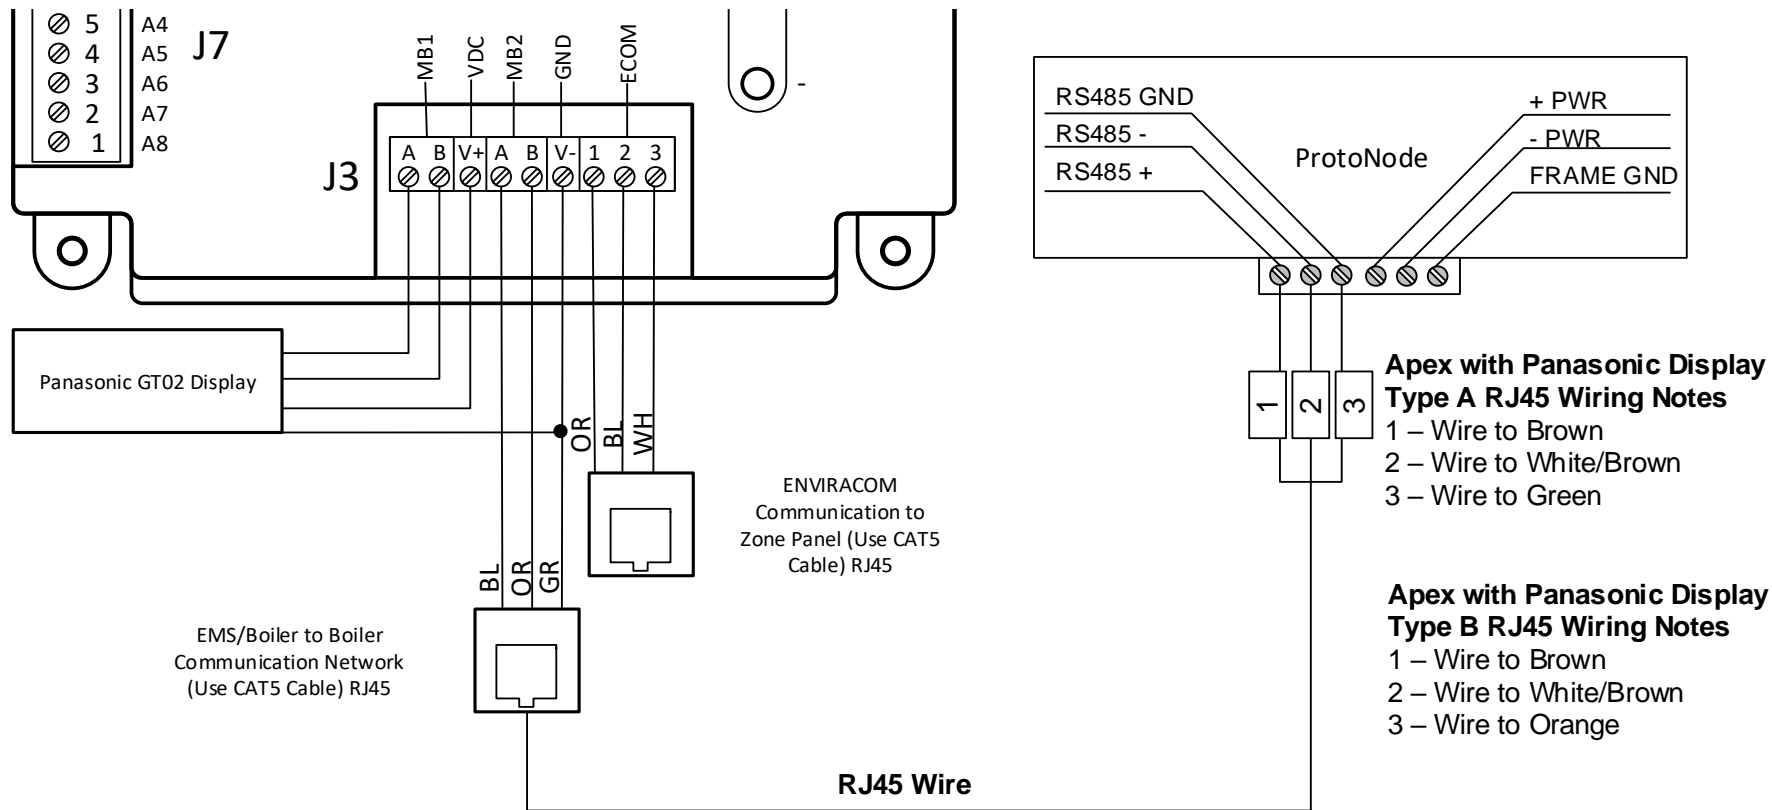 5 A4
4 A5
3 A6
2 A7
1 A8
J7
MB1
VDC
MB2
GND
ECOM
-
J3
A B V+ A B V- 1 2 3
Panasonic GT02 Display
OR
BL
WH
ENVIRACOM
Communication to
Zone Panel (Use CAT5
Cable) RJ45
BL
OR
GR
EMS/Boiler to Boiler
Communication Network
(Use CAT5 Cable) RJ45
RJ45 Wire
RS485 GND
RS485 -
RS485 +
ProtoNode
+ PWR
- PWR
FRAME GND
1
2
3
Apex with Panasonic Display
Type A RJ45 Wiring Notes
1 – Wire to Brown
2 – Wire to White/Brown
3 – Wire to Green
Apex with Panasonic Display
Type B RJ45 Wiring Notes
1 – Wire to Brown
2 – Wire to White/Brown
3 – Wire to Orange